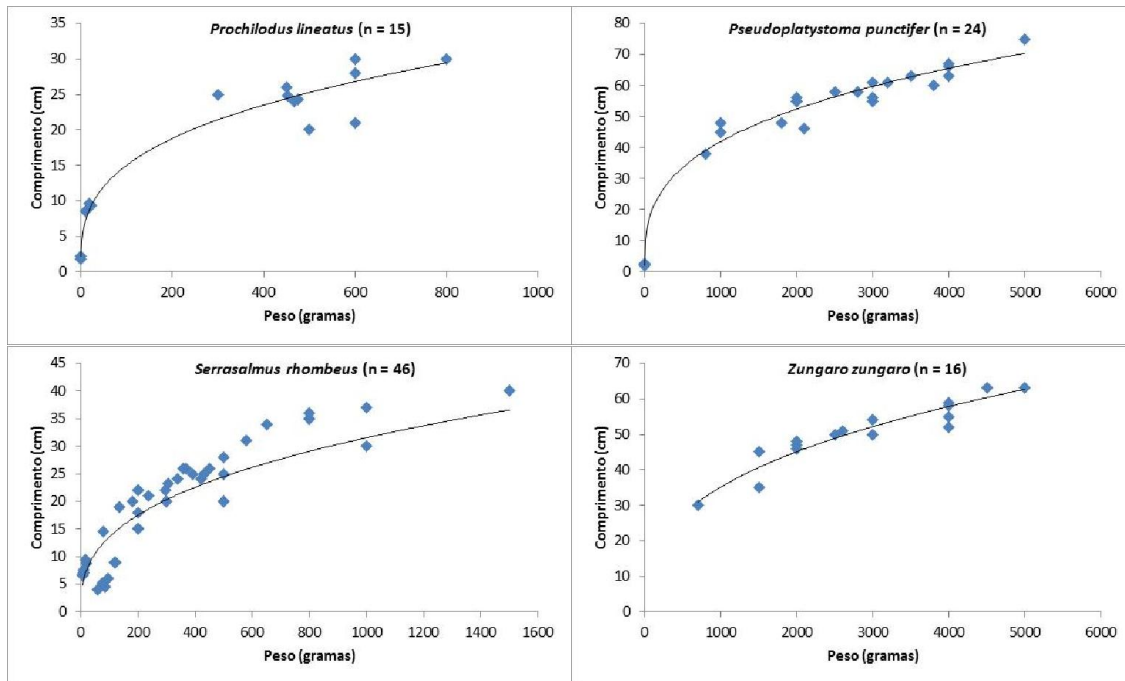 Prochilodus lineatus (n = 15)
Comprimento (cm)
35
30
25
20
15
10
5
0
0 200 400 600 800 1000
Peso (gramas)
Pseudoplatystoma punctifer (n = 24)
Comprimento (cm)
80
70
60
50
40
30
20
10
0
0 1000 2000 3000 4000 5000 6000
Peso (gramas)
Serrasalmus rhombeus (n = 46)
Comprimento (cm)
45
40
35
30
25
20
15
10
5
0
0 200 400 600 800 1000 1200 1400 1600
Peso (gramas)
Zungaro zungaro (n = 16)
Comprimento (cm)
70
60
50
40
30
20
10
0
0 1000 2000 3000 4000 5000 6000
Peso (gramas)